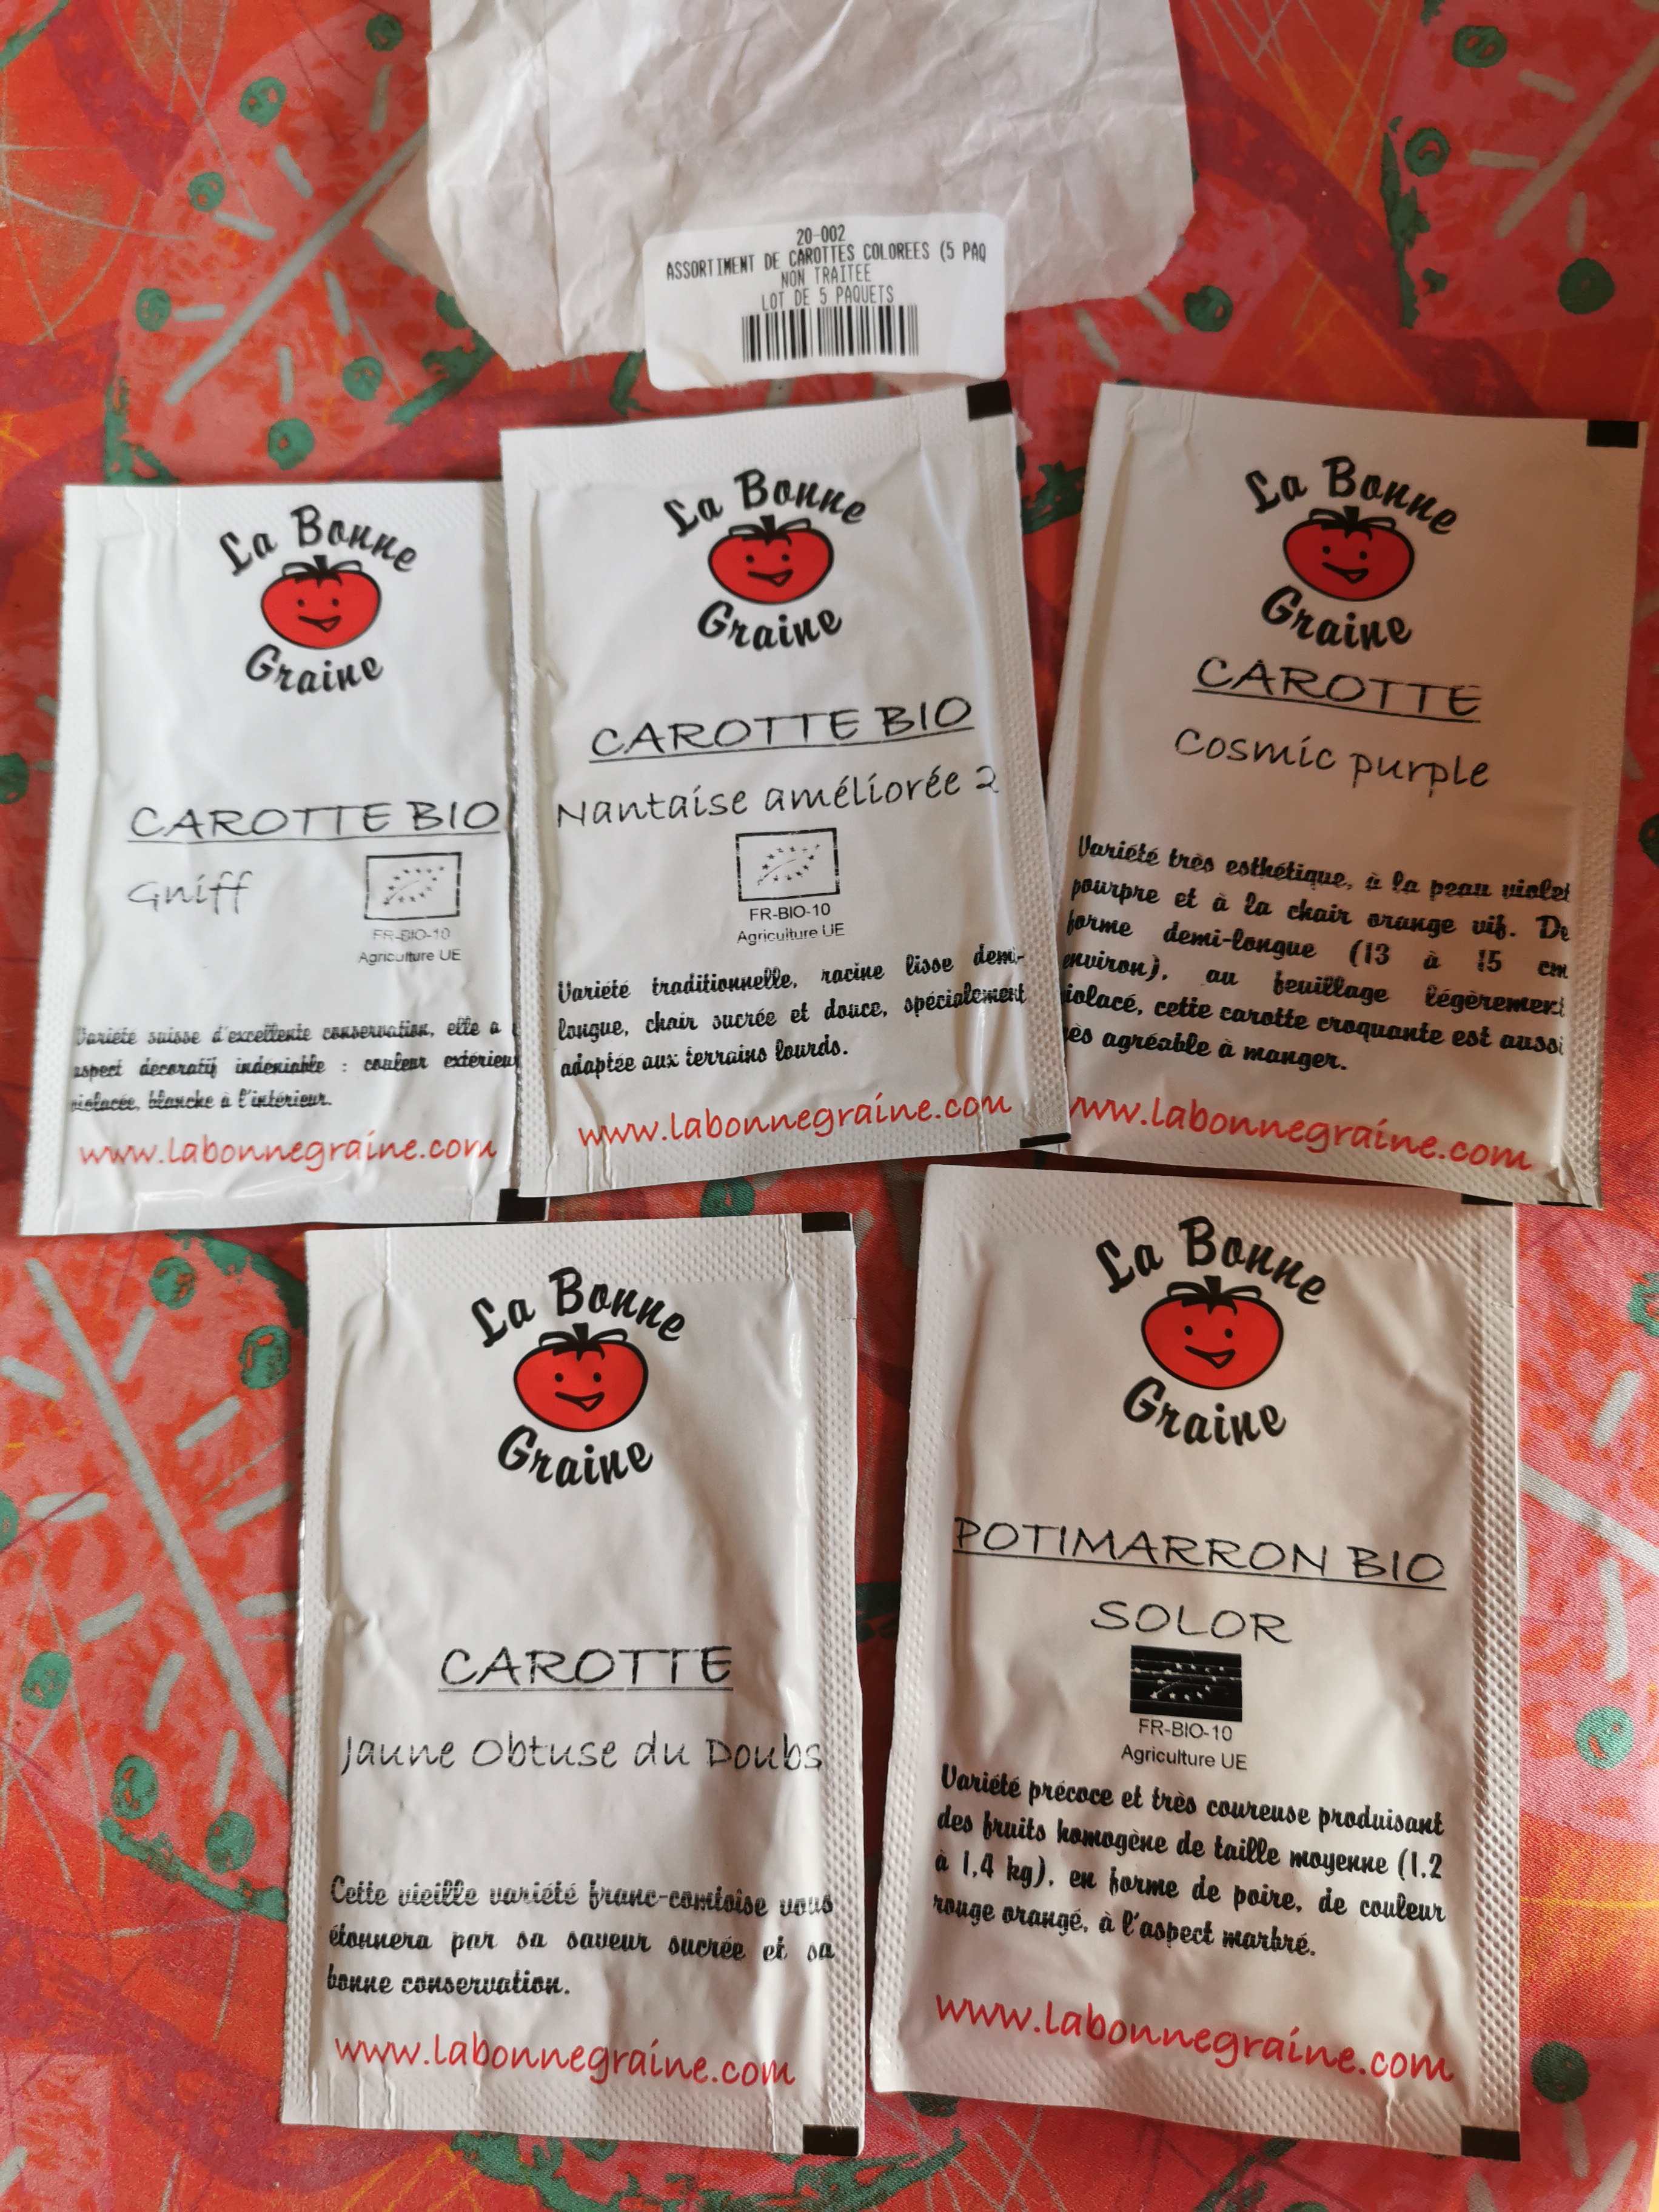 20-002
ASSORTIMENT DE CAROTTES COLOREES (5 PAQ
NON TRAITEE
LOT DE 5 PAQUETS
La Bonne
Graine
CAROTTE BIO
Gniff
FR-BIO-10
Agriculture UE
Variété suisse d'excellente conservation, elle a
aspect décoratif indéniable : couleur extérieu
violacée, blanche à l'intérieur.
www.labonnegraine.com
La Bonne
Graine
CAROTTE BIO
Nantaise améliorée 2
FR-BIO-10
Agriculture UE
Variété traditionnelle, racine lisse demi-
longue, chair sucrée et douce, spécialement
adaptée aux terrains lourds.
www.labonnegraine.com
La Bonne
Graine
CAROTTE
Cosmic purple
Variété très esthétique, à la peau violet
pourpre et à la chair orange vif. De
forme demi-longue (13 à 15 cm
environ), au feuillage légèrement
iolacé, cette carotte croquante est aussi
rès agréable à manger.
www.labonnegraine.com
La Bonne
Graine
CAROTTE
Jaune Obtuse du Doubs
Cette vieille variété franc-comtoise vous
étonnera par sa saveur sucrée et sa
bonne conservation.
www.labonnegraine.com
La Bonne
Graine
POTIMARRON BIO
SOLOR
FR-BIO-10
Agriculture UE
Variété précoce et très coureuse produisant
des fruits homogène de taille moyenne (1,2
à 1,4 kg), en forme de poire, de couleur
rouge orangé, à l'aspect marbré.
www.labonnegraine.com